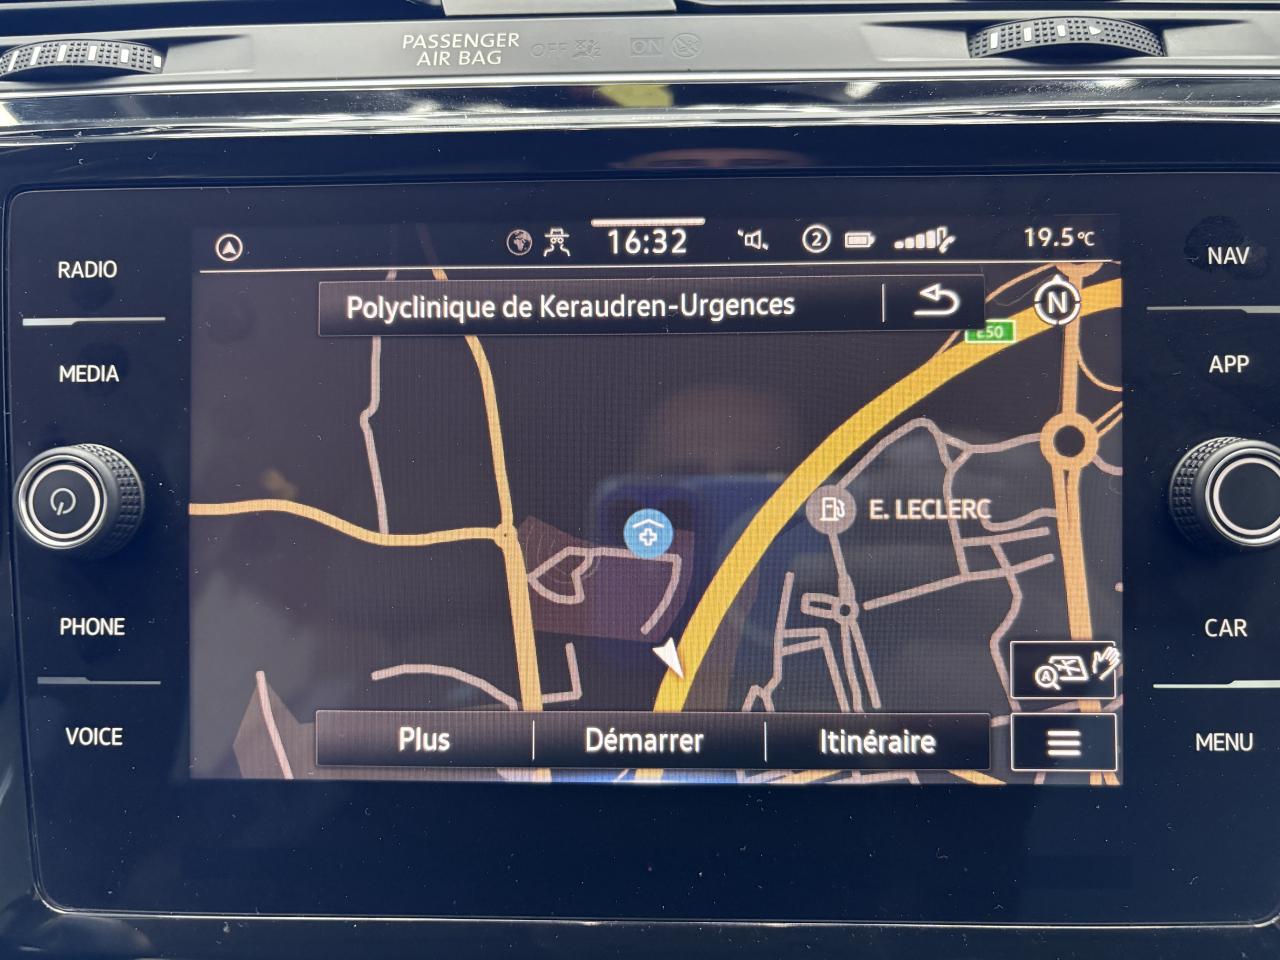 PASSENGER
AIR BAG
OFF
ON
16:32
2
19.5°C
RADIO
MEDIA
PHONE
VOICE
Polyclinique de Keraudren-Urgences
N
E50
E. LECLERC
A
Plus
Démarrer
Itinéraire
NAV
APP
CAR
MENU